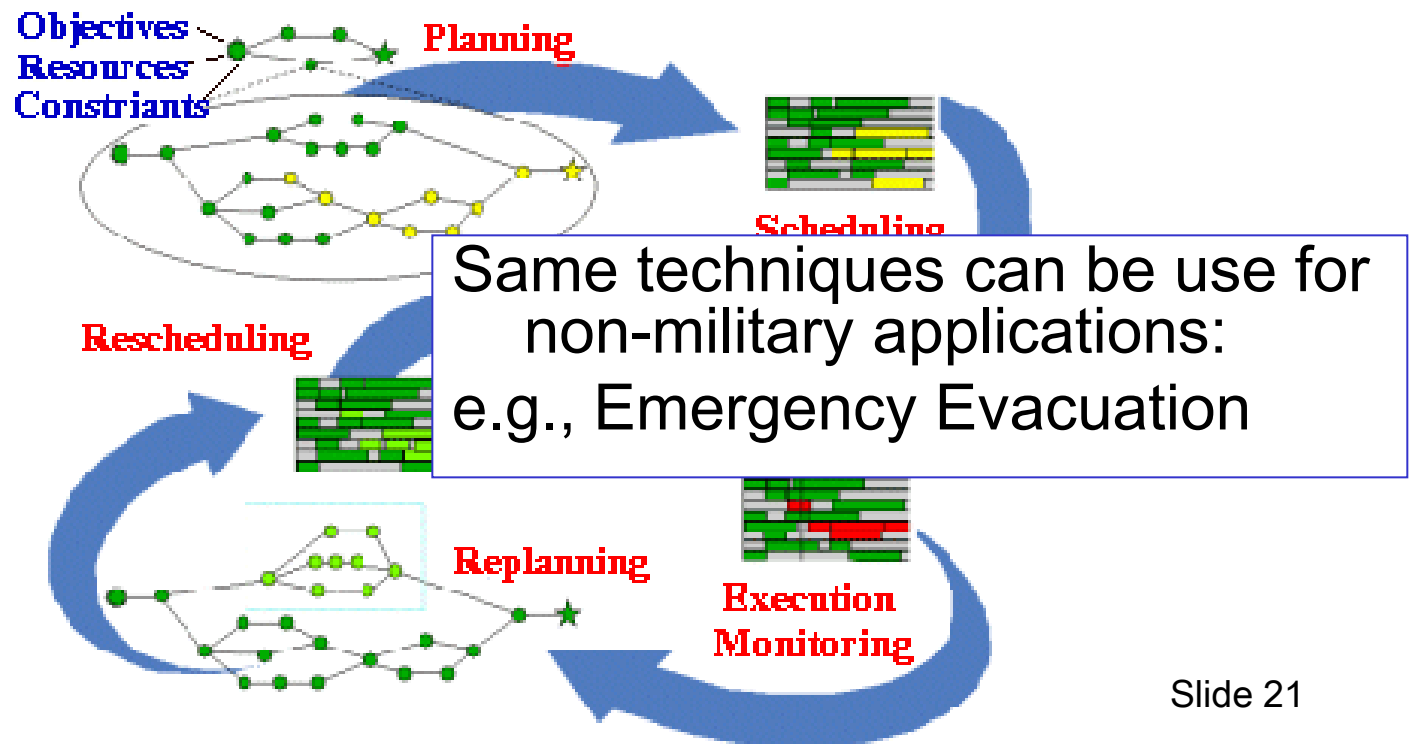 Objectives
Resources
Constriants
Planning
Scheduling
Same techniques can be use for
non-military applications:
e.g., Emergency Evacuation
Rescheduling
Replanning
Execution
Monitoring
Slide 21